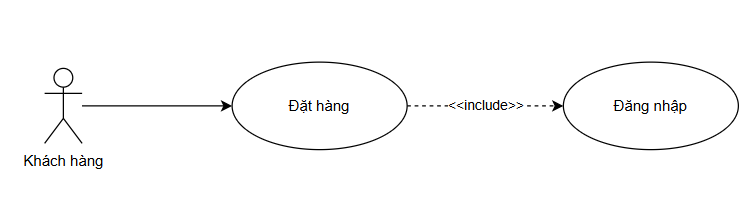 Đặt hàng
<<include>>
Đăng nhập
Khách hàng